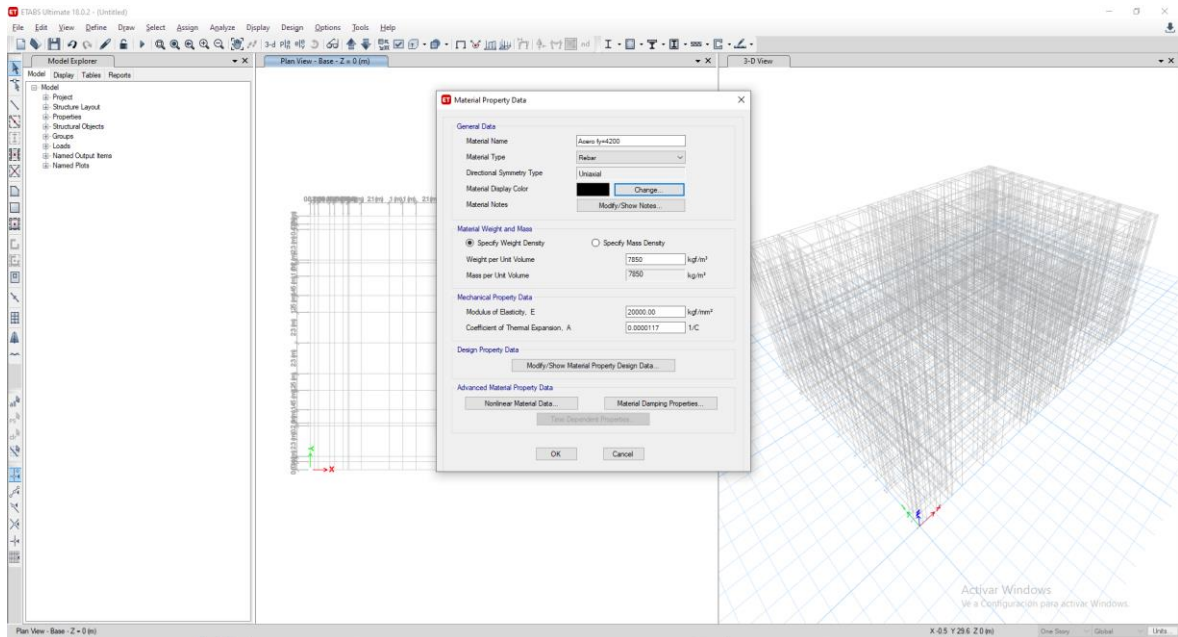 ETABS Ultimate 18.0.2 - (Untitled)
File Edit View Define Draw Select Assign Analyze Display Design Options Tools Help
Model Explorer
Plan View - Base - Z = 0 (m)
3-D View
Model Display Tables Reports
Model
Project
Structure Layout
Properties
Structural Objects
Groups
Loads
Named Output Items
Named Plots
Material Property Data
General Data
Material Name Acero fy=4200
Material Type Rebar
Directional Symmetry Type Uniaxial
Material Display Color Change...
Material Notes Modify/Show Notes...
Material Weight and Mass
Specify Weight Density Specify Mass Density
Weight per Unit Volume 7850 kgf/m³
Mass per Unit Volume 7850 kg/m³
Mechanical Property Data
Modulus of Elasticity, E 20000.00 kgf/mm²
Coefficient of Thermal Expansion, A 0.0000117 1/C
Design Property Data
Modify/Show Material Property Design Data...
Advanced Material Property Data
Nonlinear Material Data... Material Damping Properties...
Time Dependent Properties...
OK Cancel
Activar Windows
Ve a Configuración para activar Windows.
Plan View - Base - Z = 0 (m)
X -0.5 Y 29.6 Z 0 (m) One Story Global Units...